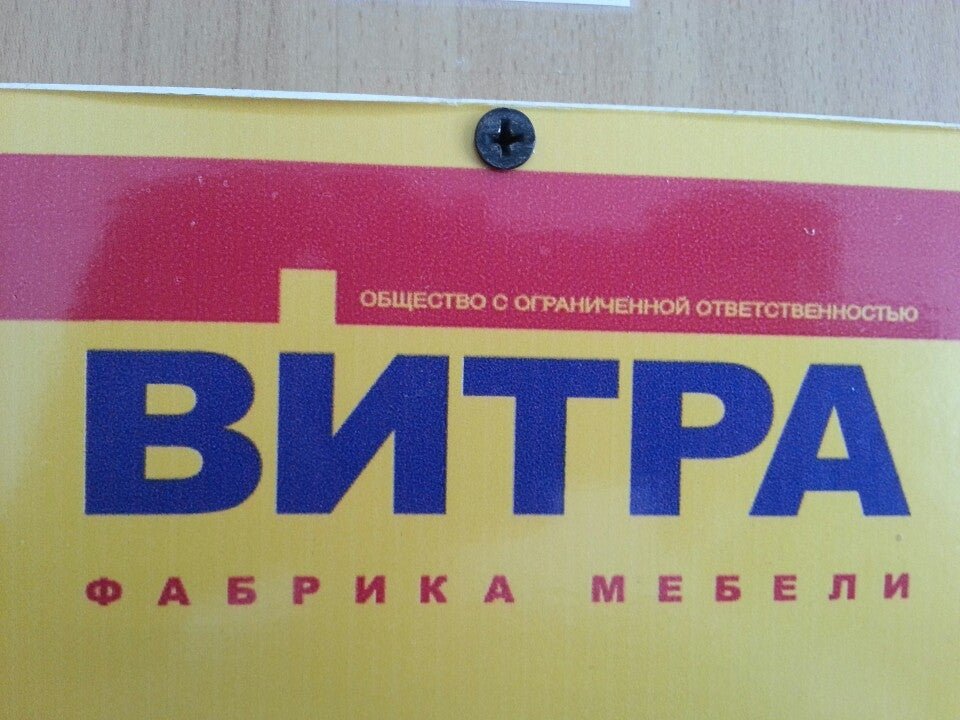 ОБЩЕСТВО С ОГРАНИЧЕННОЙ ОТВЕТСТВЕННОСТЬЮ
ВИТРА
ФАБРИКА МЕБЕЛИ